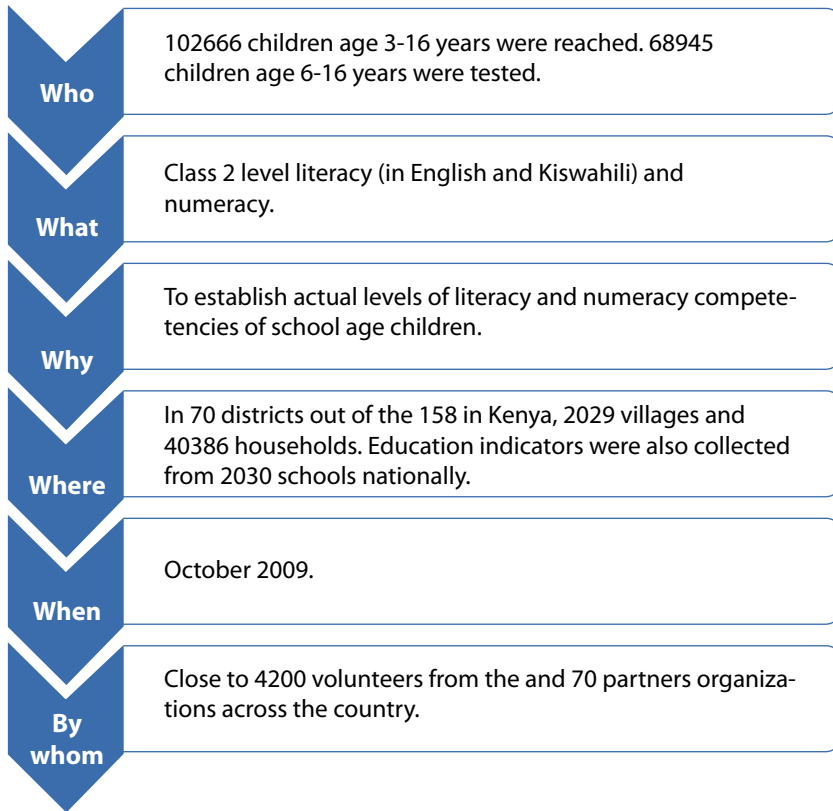 Who
102666 children age 3-16 years were reached. 68945
children age 6-16 years were tested.
What
Class 2 level literacy (in English and Kiswahili) and
numeracy.
Why
To establish actual levels of literacy and numeracy compete-
tencies of school age children.
Where
In 70 districts out of the 158 in Kenya, 2029 villages and
40386 households. Education indicators were also collected
from 2030 schools nationally.
When
October 2009.
By
whom
Close to 4200 volunteers from the and 70 partners organiza-
tions across the country.